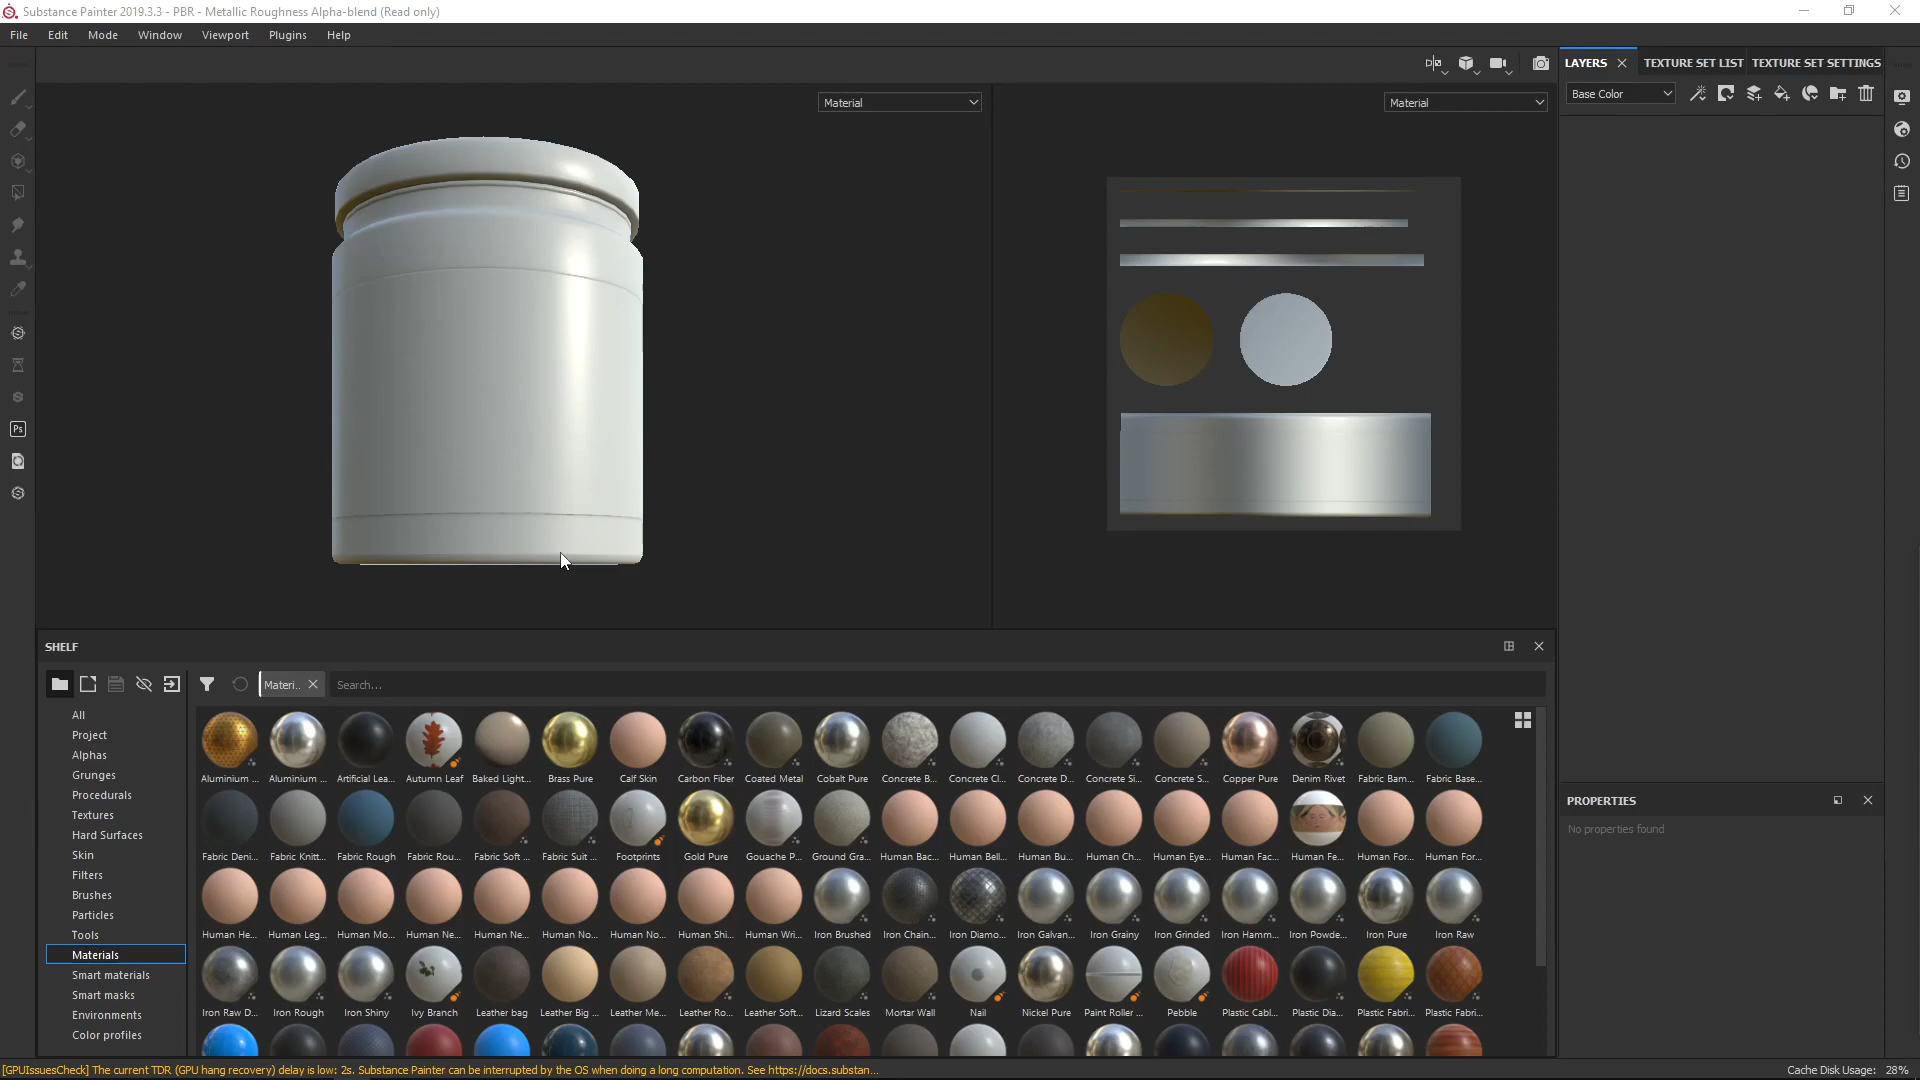 Substance Painter 2019.3.3 - PBR - Metallic Roughness Alpha-blend (Read only)
File Edit Mode Window Viewport Plugins Help
LAYERS TEXTURE SET LIST TEXTURE SET SETTINGS
Material
Material
Base Color
SHELF
Materi..
Search...
All
Project
Alphas
Grunges
Procedurals
Textures
Hard Surfaces
Skin
Filters
Brushes
Particles
Tools
Materials
Smart materials
Smart masks
Environments
Color profiles
Aluminium ... Aluminium ... Artificial Lea... Autumn Leaf Baked Light... Brass Pure Calf Skin Carbon Fiber Coated Metal Cobalt Pure Concrete B... Concrete Cl... Concrete D... Concrete Si... Concrete S... Copper Pure Denim Rivet Fabric Bam... Fabric Base...
Fabric Deni... Fabric Knitt... Fabric Rough Fabric Rou... Fabric Soft ... Fabric Suit ... Footprints Gold Pure Gouache P... Ground Gra... Human Bac... Human Bell... Human Bu... Human Ch... Human Eye... Human Fac... Human Fe... Human For... Human For...
Human He... Human Leg... Human Mo... Human Ne... Human Ne... Human No... Human No... Human Shi... Human Wri... Iron Brushed Iron Chain... Iron Diamo... Iron Galvan... Iron Grainy Iron Grinded Iron Hamm... Iron Powde... Iron Pure Iron Raw
Iron Raw D... Iron Rough Iron Shiny Ivy Branch Leather bag Leather Big ... Leather Me... Leather Ro... Leather Soft... Lizard Scales Mortar Wall Nail Nickel Pure Paint Roller ... Pebble Plastic Cabl... Plastic Dia... Plastic Fabri... Plastic Fabri...
PROPERTIES
No properties found
Ps
[GPUIssuesCheck] The current TDR (GPU hang recovery) delay is low: 2s. Substance Painter can be interrupted by the OS when doing a long computation. See https://docs.substan...
Cache Disk Usage: 28%